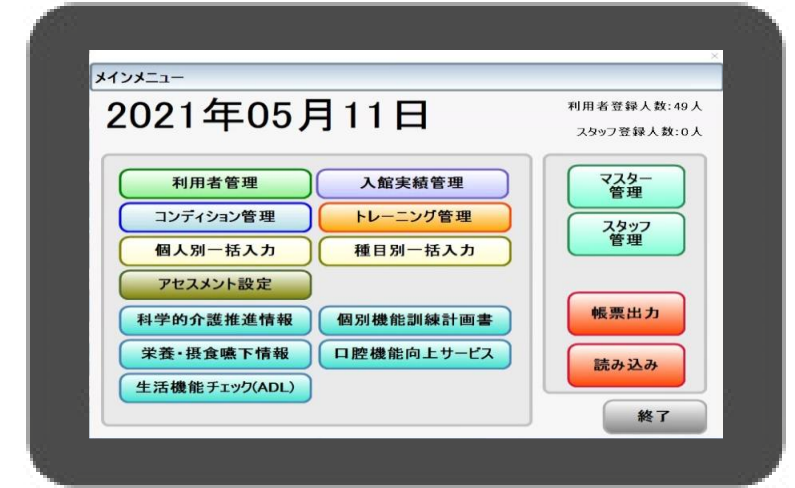 メインメニュー
2021年05月11日
利用者登録人数:49人
スタッフ登録人数:0人
利用者管理
入館実績管理
コンディション管理
トレーニング管理
個人別一括入力
種目別一括入力
アセスメント設定
科学的介護推進情報
個別機能訓練計画書
栄養・摂食嚥下情報
口腔機能向上サービス
生活機能チェック(ADL)
マスター
管理
スタッフ
管理
帳票出力
読み込み
終了